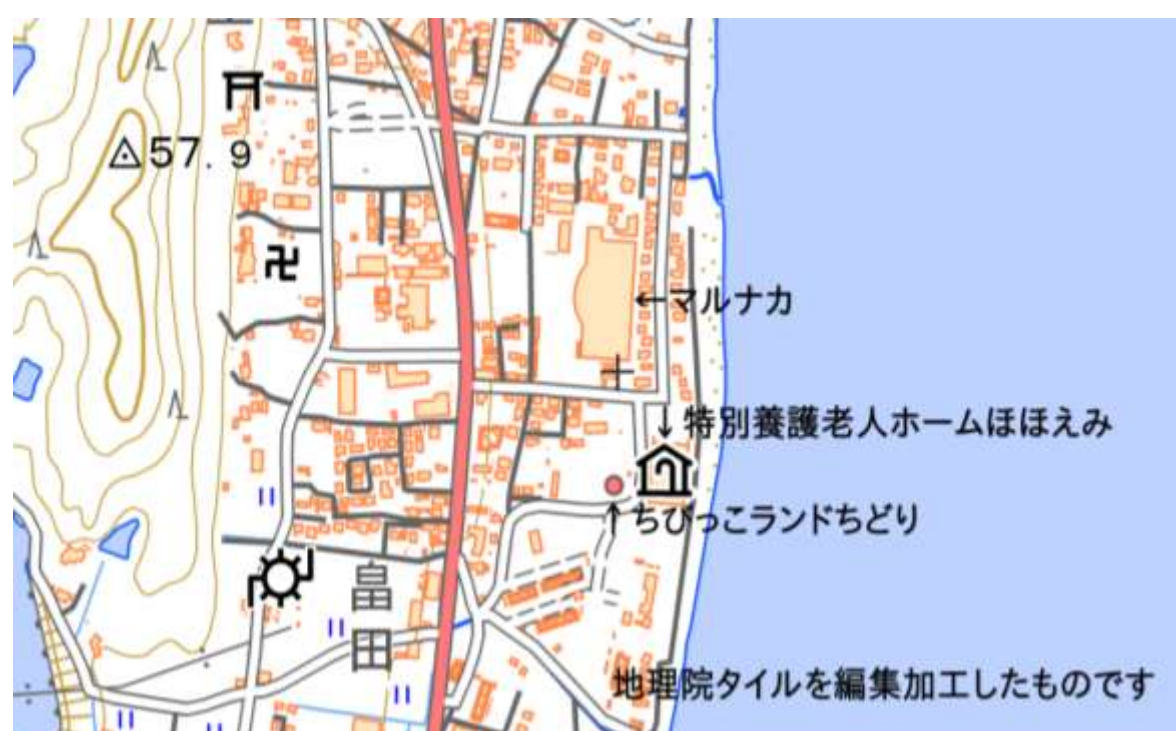 57.9
←マルナカ
↓特別養護老人ホームほほえみ
↑ちびっこランドちどり
畠田
地理院タイルを編集加工したものです